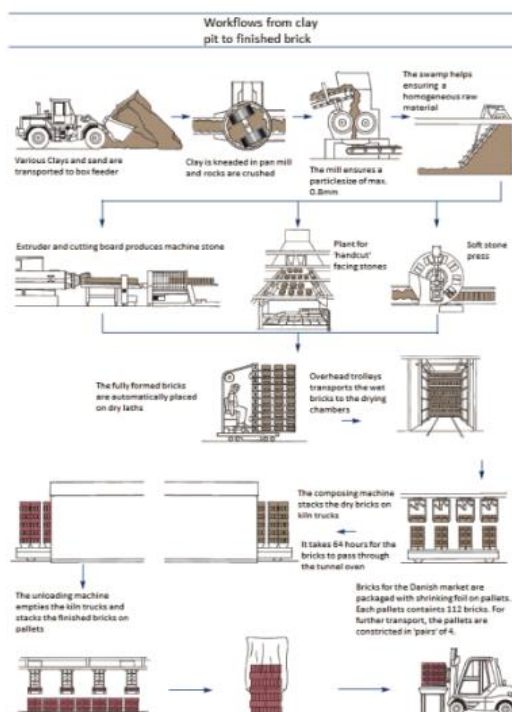 Workflows from clay
pit to finished brick
Various Clays and sand are
transported to box feeder
Clay is kneaded in pan mill
and rocks are crushed
The mill ensures a
particlesize of max.
0.8mm
The swamp helps
ensuring a
homogeneous raw
material
Extruder and cutting board produces machine stone
Plant for
'handcut'
facing stones
Soft stone
press
The fully formed bricks
are automatically placed
on dry laths
Overhead trolleys
transports the wet
bricks to the drying
chambers
The composing machine
stacks the dry bricks on
kiln trucks
It takes 64 hours for the
bricks to pass through
the tunnel oven
The unloading machine
empties the kiln trucks and
stacks the finished bricks on
pallets
Bricks for the Danish market are
packaged with shrinking foil on pallets.
Each pallets containts 112 bricks. For
further transport, the pallets are
constricted in 'pairs' of 4.